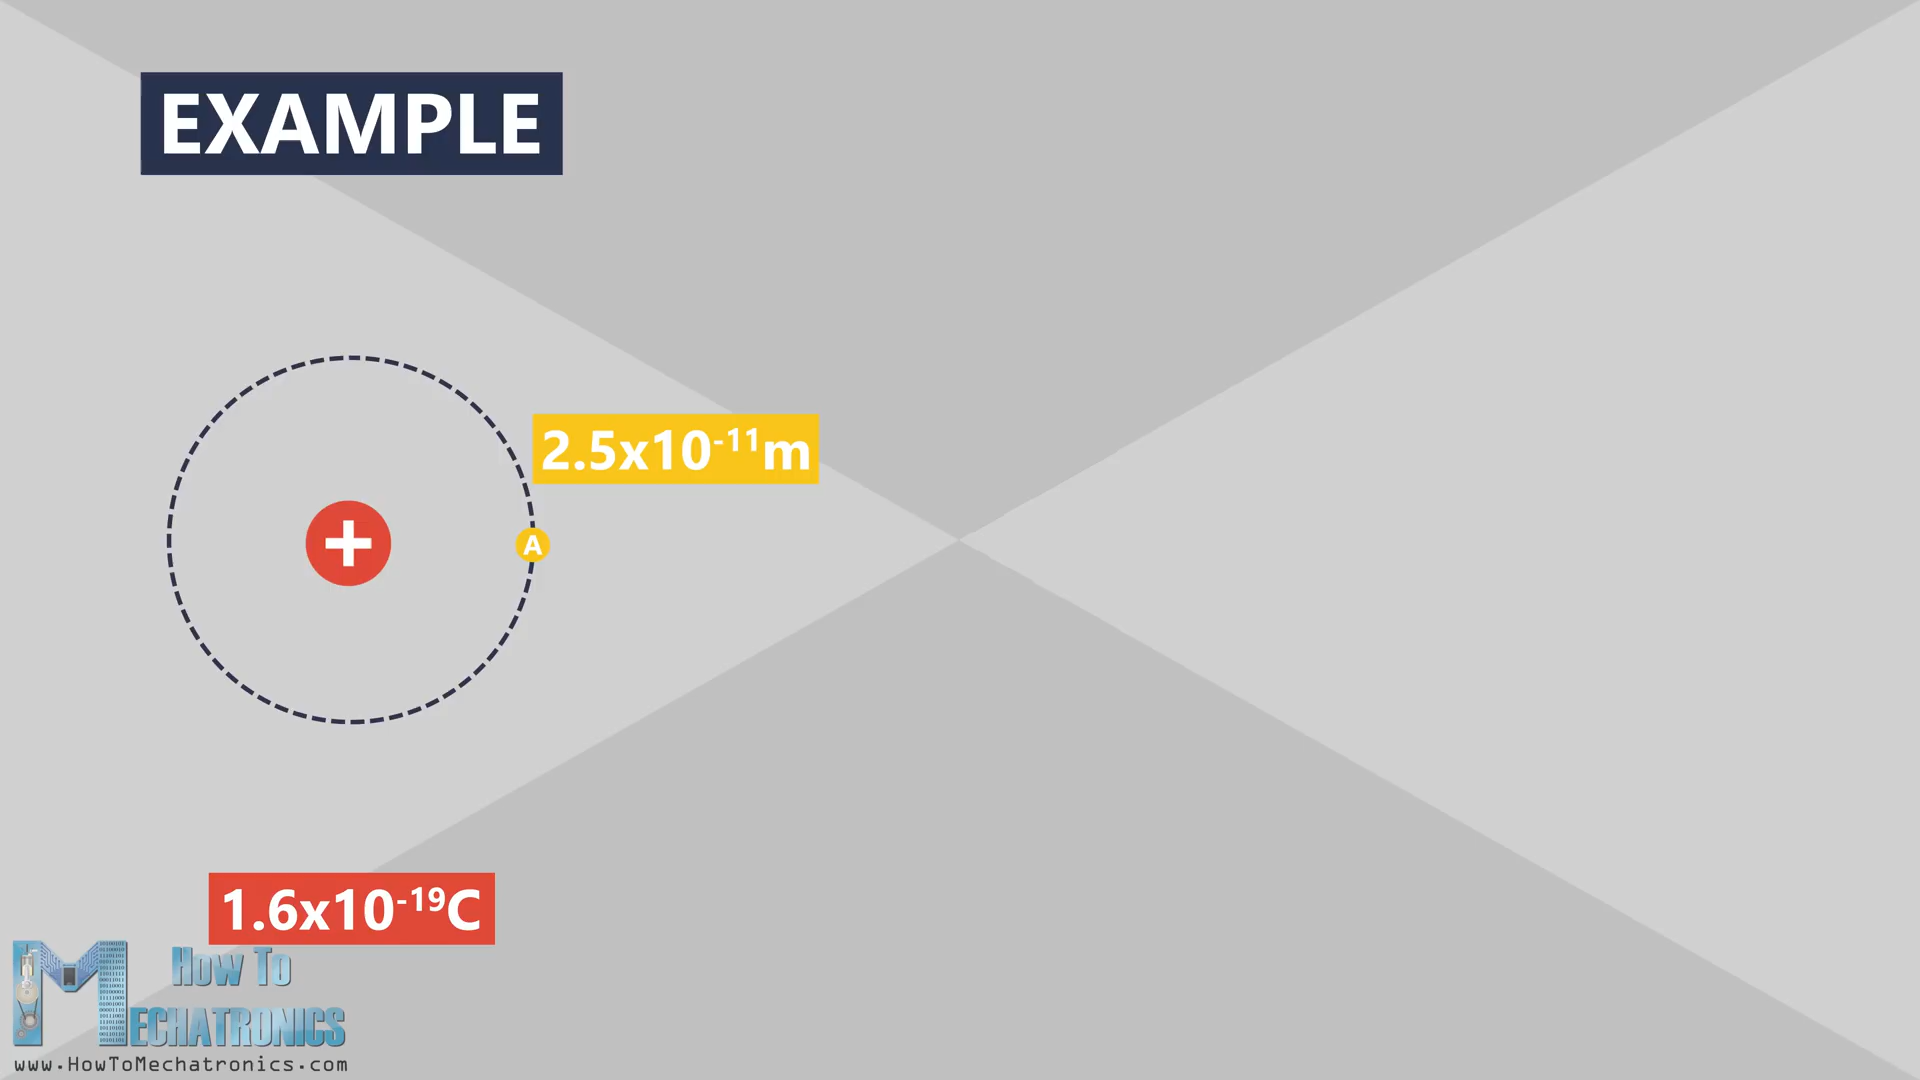 EXAMPLE
2.5x10⁻¹¹m
+
A
1.6x10⁻¹⁹C
How To
MECHATRONICS
www.HowToMechatronics.com